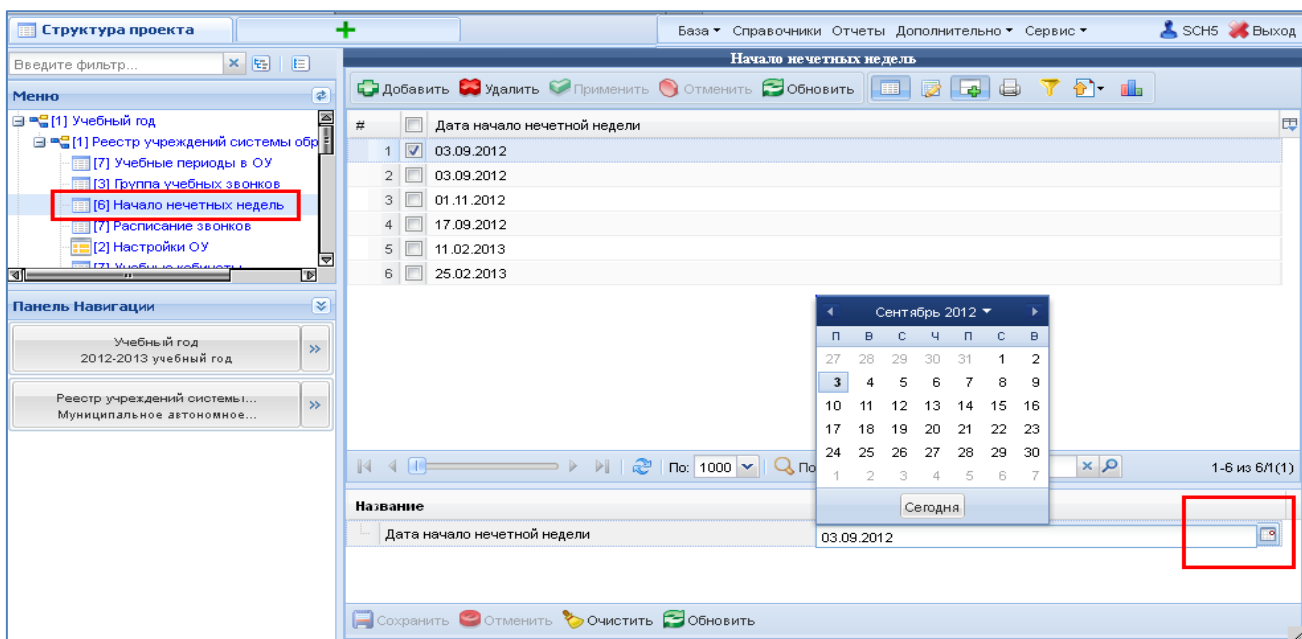 Структура проекта
База Справочники Отчеты Дополнительно Сервис SCH5 Выход
Введите фильтр...
Начало нечетных недель
Меню
Добавить Удалить Применить Отменить Обновить
[1] Учебный год
[1] Реестр учреждений системы обр
[7] Учебные периоды в ОУ
[3] Группа учебных звонков
[6] Начало нечетных недель
[7] Расписание звонков
[2] Настройки ОУ
[7] Учебные кабинеты
# Дата начало нечетной недели
1 03.09.2012
2 03.09.2012
3 01.11.2012
4 17.09.2012
5 11.02.2013
6 25.02.2013
Панель Навигации
Учебный год
2012-2013 учебный год
Реестр учреждений системы...
Муниципальное автономное...
Сентябрь 2012
П В С Ч П С В
27 28 29 30 31 1 2
3 4 5 6 7 8 9
10 11 12 13 14 15 16
17 18 19 20 21 22 23
24 25 26 27 28 29 30
1 2 3 4 5 6 7
Сегодня
По: 1000 По 1-6 из 6/1(1)
Название
Дата начало нечетной недели 03.09.2012
Сохранить Отменить Очистить Обновить